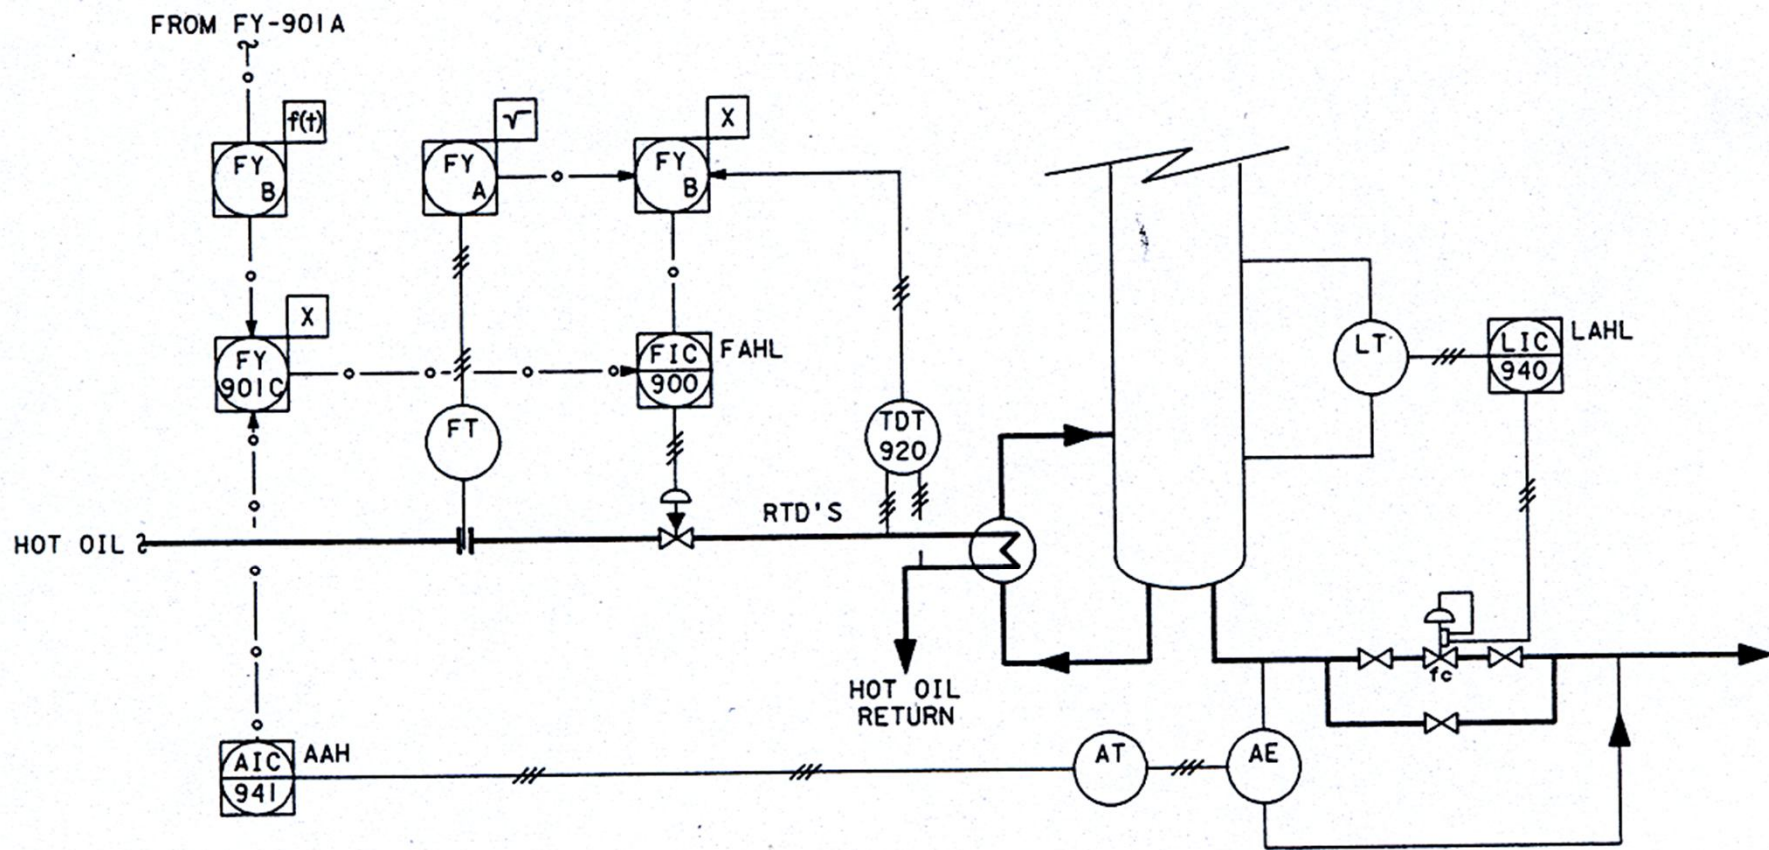 FROM FY-901A
f(t)
√
X
FY
B
FY
A
FY
B
X
FY
901C
FIC
900
FAHL
LT
LIC
940
LAHL
FT
TDT
920
RTD'S
HOT OIL
fc
HOT OIL
RETURN
AIC
941
AAH
AT
AE